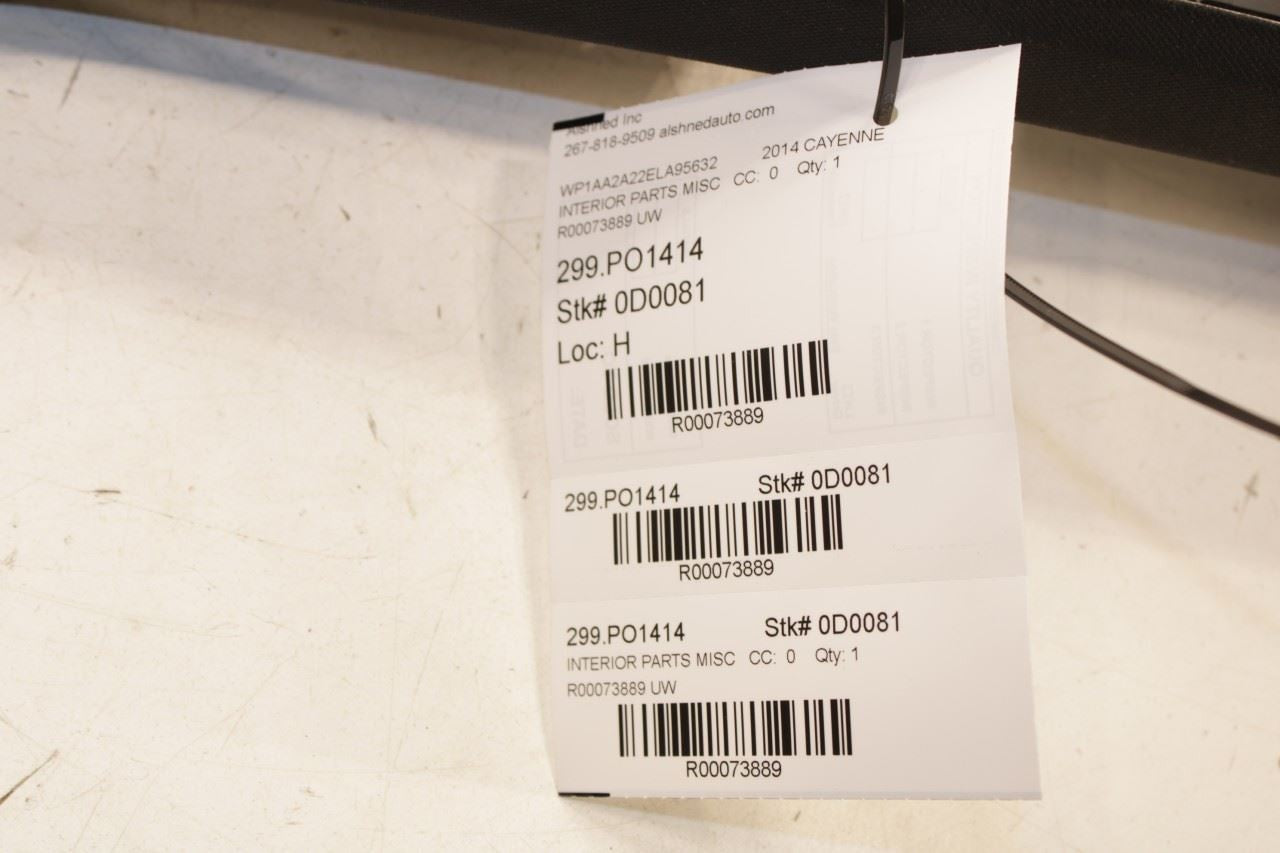 Alshned Inc
267-818-9509 alshnedauto.com
WP1AA2A22ELA95632 2014 CAYENNE
INTERIOR PARTS MISC CC: 0 Qty: 1
R00073889 UW
299.PO1414
Stk# 0D0081
Loc: H
R00073889
299.PO1414 Stk# 0D0081
R00073889
299.PO1414 Stk# 0D0081
INTERIOR PARTS MISC CC: 0 Qty: 1
R00073889 UW
R00073889